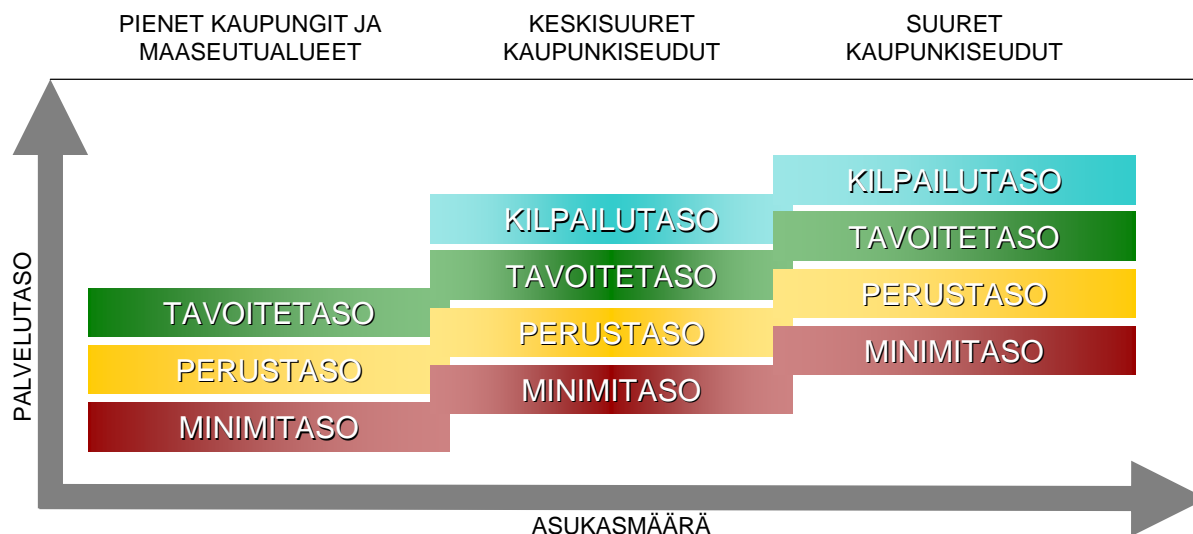 PIENET KAUPUNGIT JA
MAASEUTUALUEET
KESKISUURET
KAUPUNKISEUDUT
SUURET
KAUPUNKISEUDUT
PALVELUTASO
TAVOITETASO
PERUSTASO
MINIMITASO
KILPAILUTASO
TAVOITETASO
PERUSTASO
MINIMITASO
KILPAILUTASO
TAVOITETASO
PERUSTASO
MINIMITASO
ASUKASMÄÄRÄ